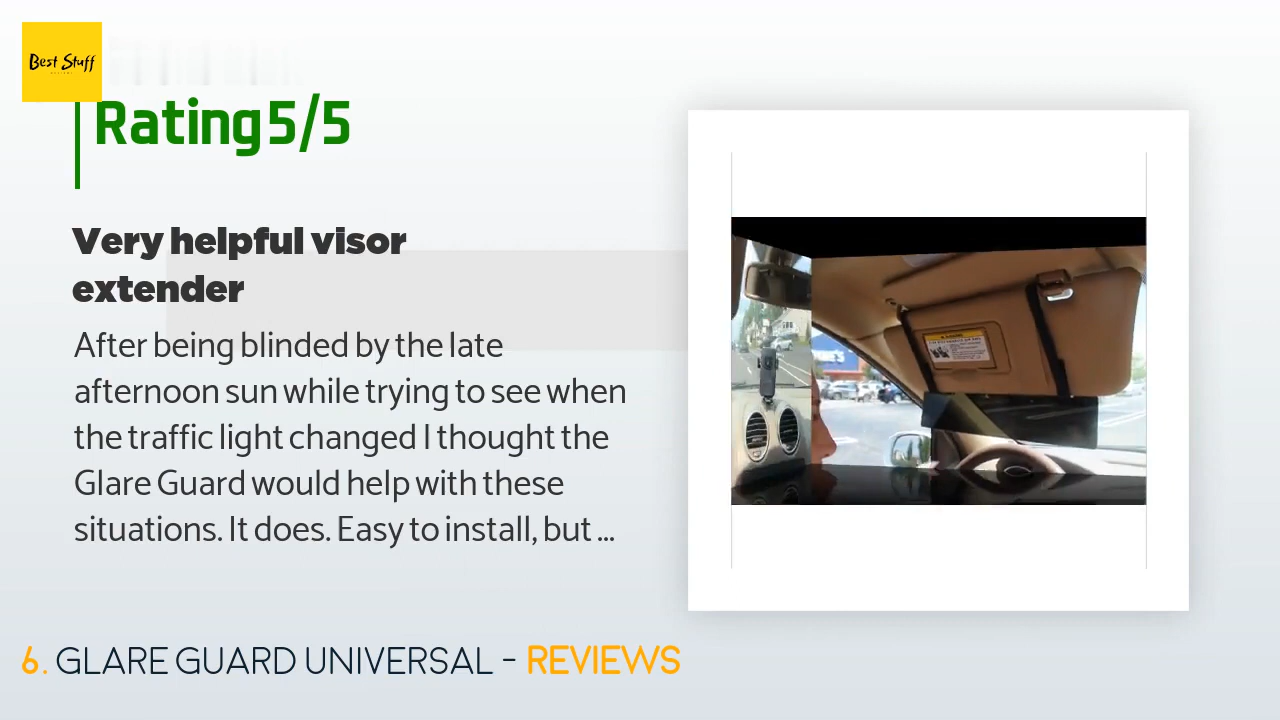 Best Stuff
Rating 5/5
Very helpful visor
extender
After being blinded by the late
afternoon sun while trying to see when
the traffic light changed I thought the
Glare Guard would help with these
situations. It does. Easy to install, but ...
6. GLARE GUARD UNIVERSAL - REVIEWS